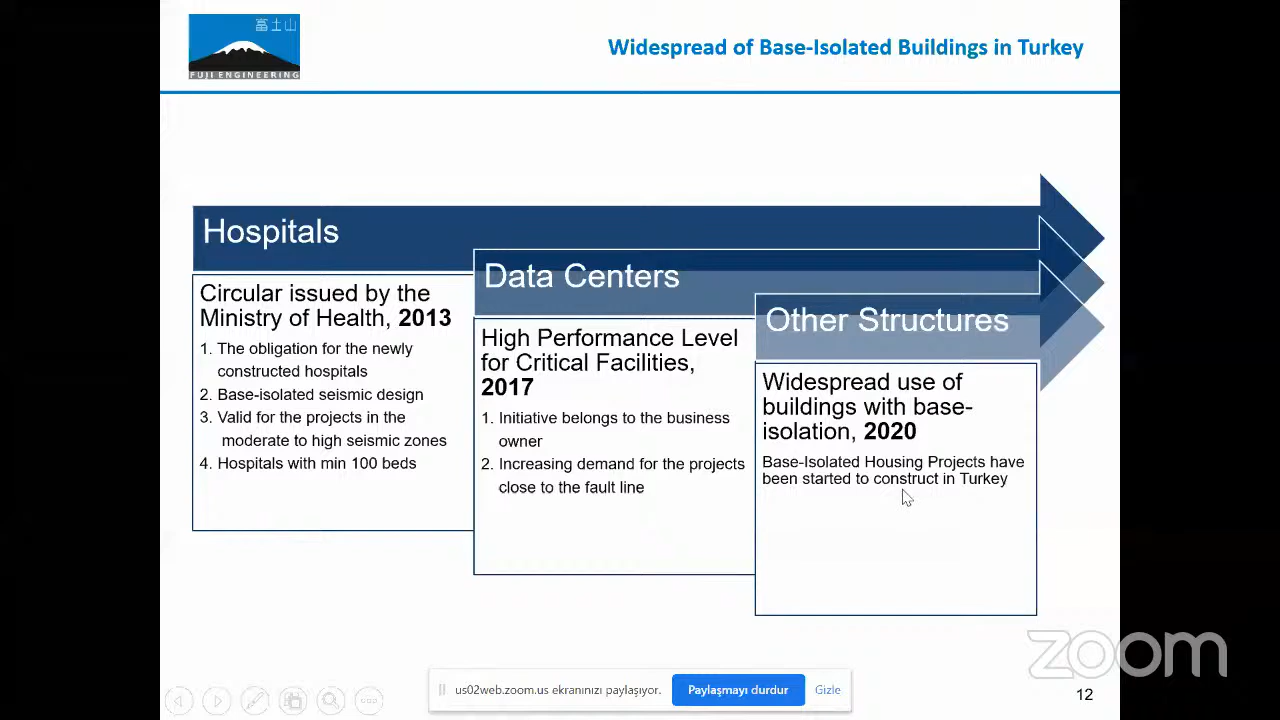 富士山
FUJI ENGINEERING
Widespread of Base-Isolated Buildings in Turkey
Hospitals
Circular issued by the
Ministry of Health, 2013
1. The obligation for the newly
constructed hospitals
2. Base-isolated seismic design
3. Valid for the projects in the
moderate to high seismic zones
4. Hospitals with min 100 beds
Data Centers
High Performance Level
for Critical Facilities,
2017
1. Initiative belongs to the business
owner
2. Increasing demand for the projects
close to the fault line
Other Structures
Widespread use of
buildings with base-
isolation, 2020
Base-Isolated Housing Projects have
been started to construct in Turkey
zoom
us02web.zoom.us ekranınızı paylaşıyor.
Paylaşmayı durdur
Gizle
12